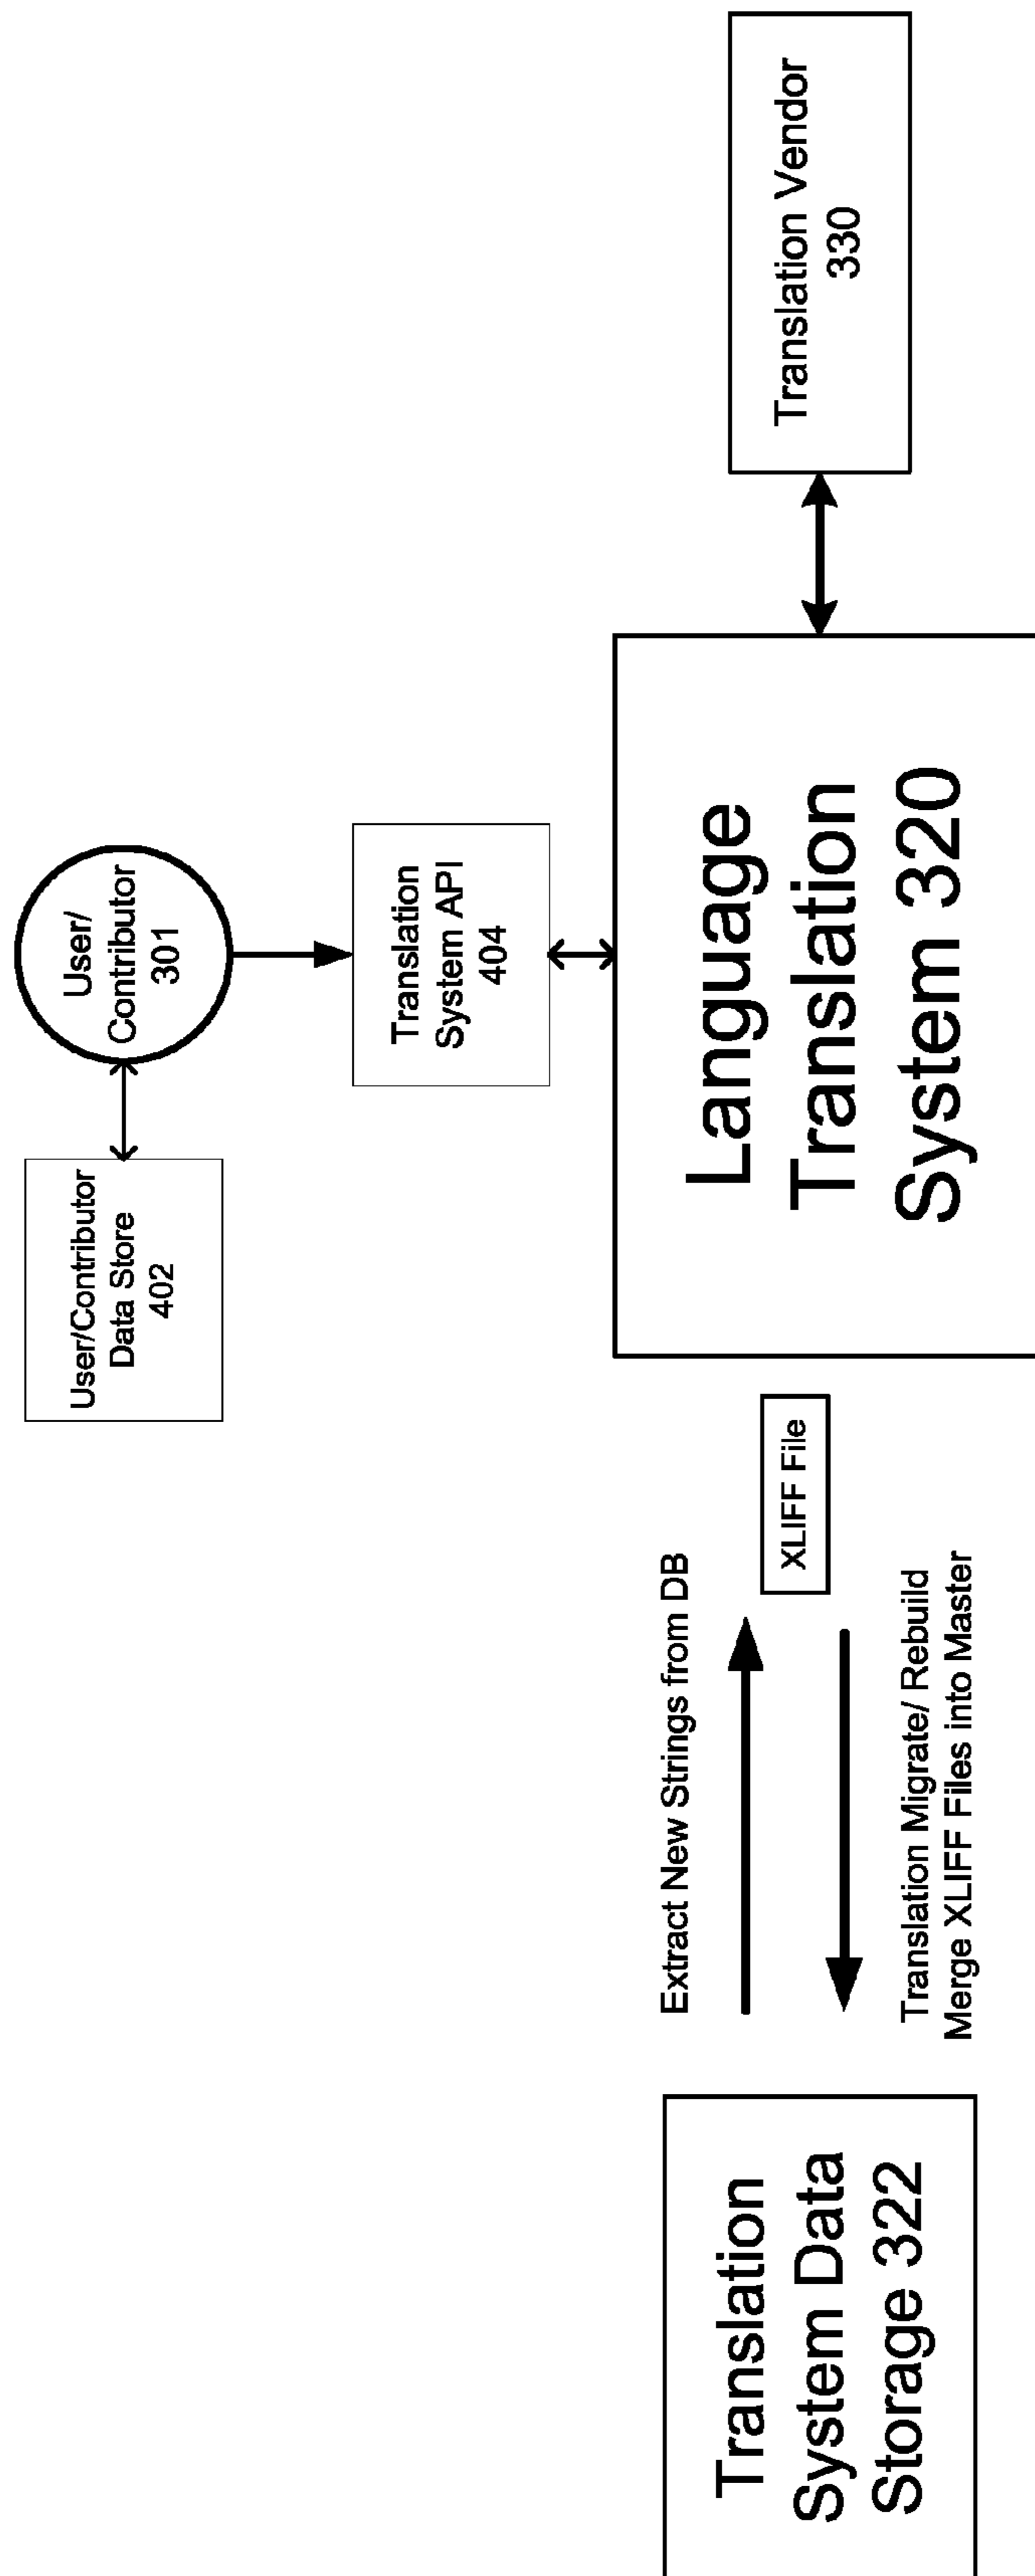 User/Contributor
Data Store
402
User/
Contributor
301
Translation
System API
404
Translation
System Data
Storage 322
Extract New Strings from DB
XLIFF File
Translation Migrate/ Rebuild
Merge XLIFF Files into Master
Language
Translation
System 320
Translation Vendor
330